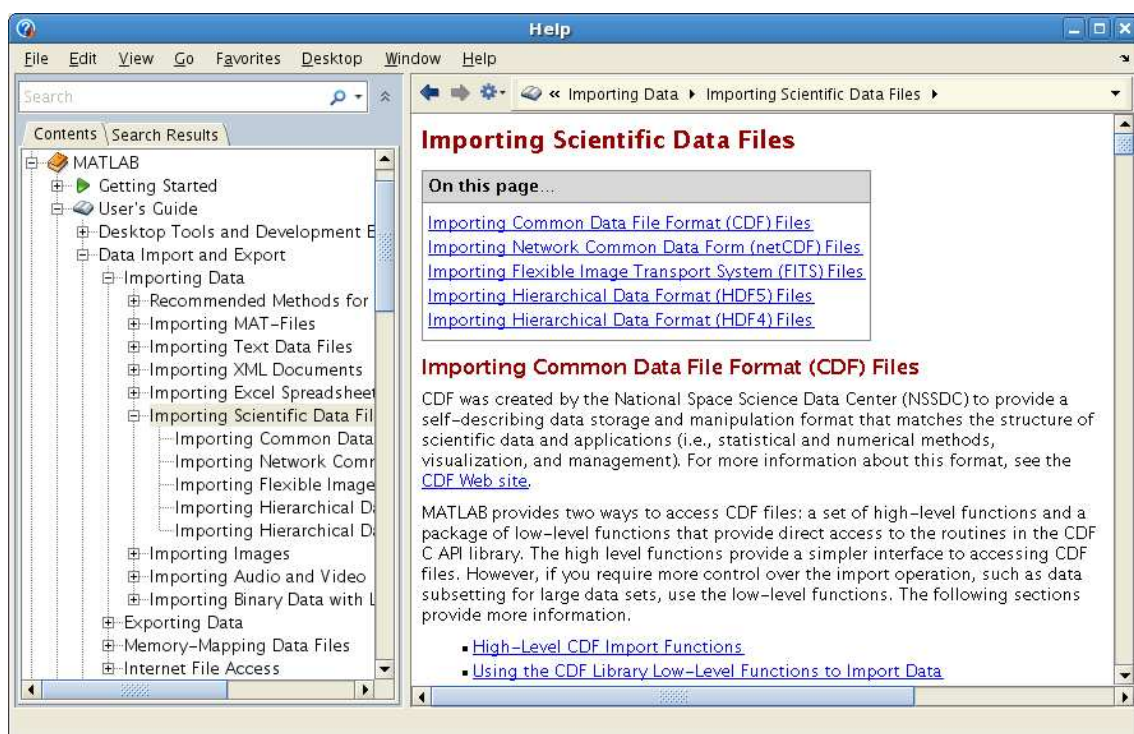 Help
File Edit View Go Favorites Desktop Window Help
Search
Contents Search Results
MATLAB
Getting Started
User's Guide
Desktop Tools and Development E
Data Import and Export
Importing Data
Recommended Methods for
Importing MAT-Files
Importing Text Data Files
Importing XML Documents
Importing Excel Spreadsheet
Importing Scientific Data Fil
Importing Common Data
Importing Network Comr
Importing Flexible Image
Importing Hierarchical Da
Importing Hierarchical Da
Importing Images
Importing Audio and Video
Importing Binary Data with L
Exporting Data
Memory-Mapping Data Files
Internet File Access
« Importing Data ▸ Importing Scientific Data Files ▸
Importing Scientific Data Files
On this page...
Importing Common Data File Format (CDF) Files
Importing Network Common Data Form (netCDF) Files
Importing Flexible Image Transport System (FITS) Files
Importing Hierarchical Data Format (HDF5) Files
Importing Hierarchical Data Format (HDF4) Files
Importing Common Data File Format (CDF) Files
CDF was created by the National Space Science Data Center (NSSDC) to provide a
self-describing data storage and manipulation format that matches the structure of
scientific data and applications (i.e., statistical and numerical methods,
visualization, and management). For more information about this format, see the
CDF Web site.
MATLAB provides two ways to access CDF files: a set of high-level functions and a
package of low-level functions that provide direct access to the routines in the CDF
C API library. The high level functions provide a simpler interface to accessing CDF
files. However, if you require more control over the import operation, such as data
subsetting for large data sets, use the low-level functions. The following sections
provide more information.
▪ High-Level CDF Import Functions
▪ Using the CDF Library Low-Level Functions to Import Data